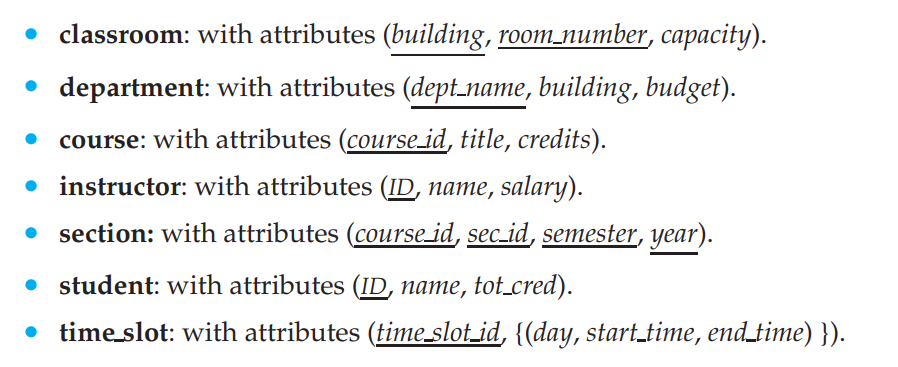 • classroom: with attributes (building, room_number, capacity).
• department: with attributes (dept_name, building, budget).
• course: with attributes (course_id, title, credits).
• instructor: with attributes (ID, name, salary).
• section: with attributes (course_id, sec_id, semester, year).
• student: with attributes (ID, name, tot_cred).
• time_slot: with attributes (time_slot_id, {(day, start_time, end_time) }).